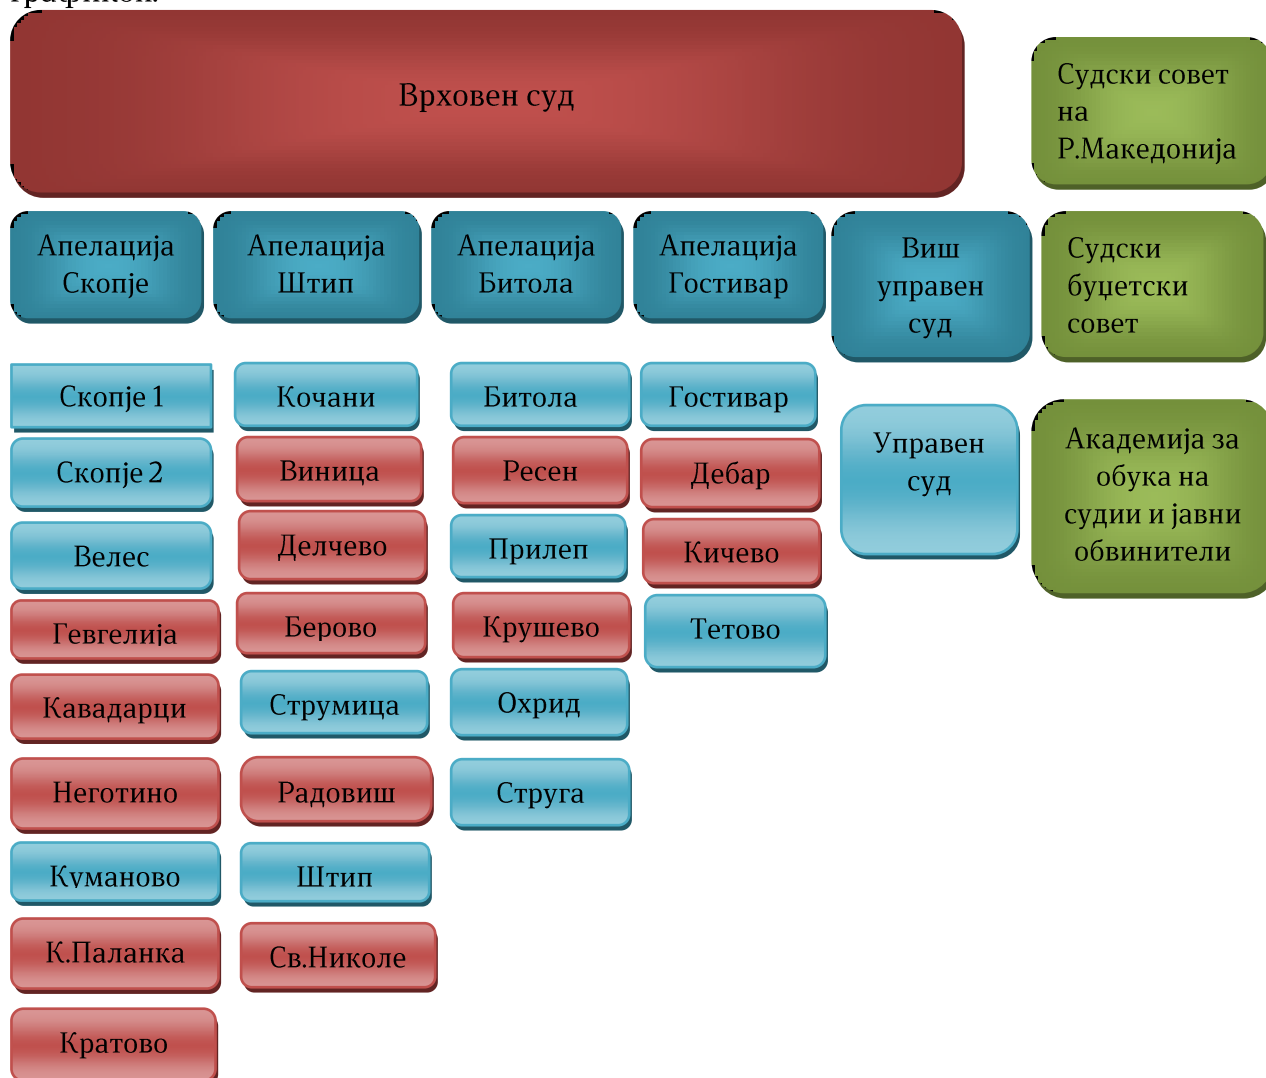 графикон:
Врховен суд
Судски совет
на
Р.Македонија
Апелација
Скопје
Апелација
Штип
Апелација
Битола
Апелација
Гостивар
Виш
управен
суд
Судски
буџетски
совет
Скопје 1
Кочани
Битола
Гостивар
Управен
суд
Академија за
обука на
судии и јавни
обвинители
Скопје 2
Виница
Ресен
Дебар
Велес
Делчево
Прилеп
Кичево
Гевгелија
Берово
Крушево
Тетово
Кавадарци
Струмица
Охрид
Неготино
Радовиш
Струга
Куманово
Штип
К.Паланка
Св.Николе
Кратово